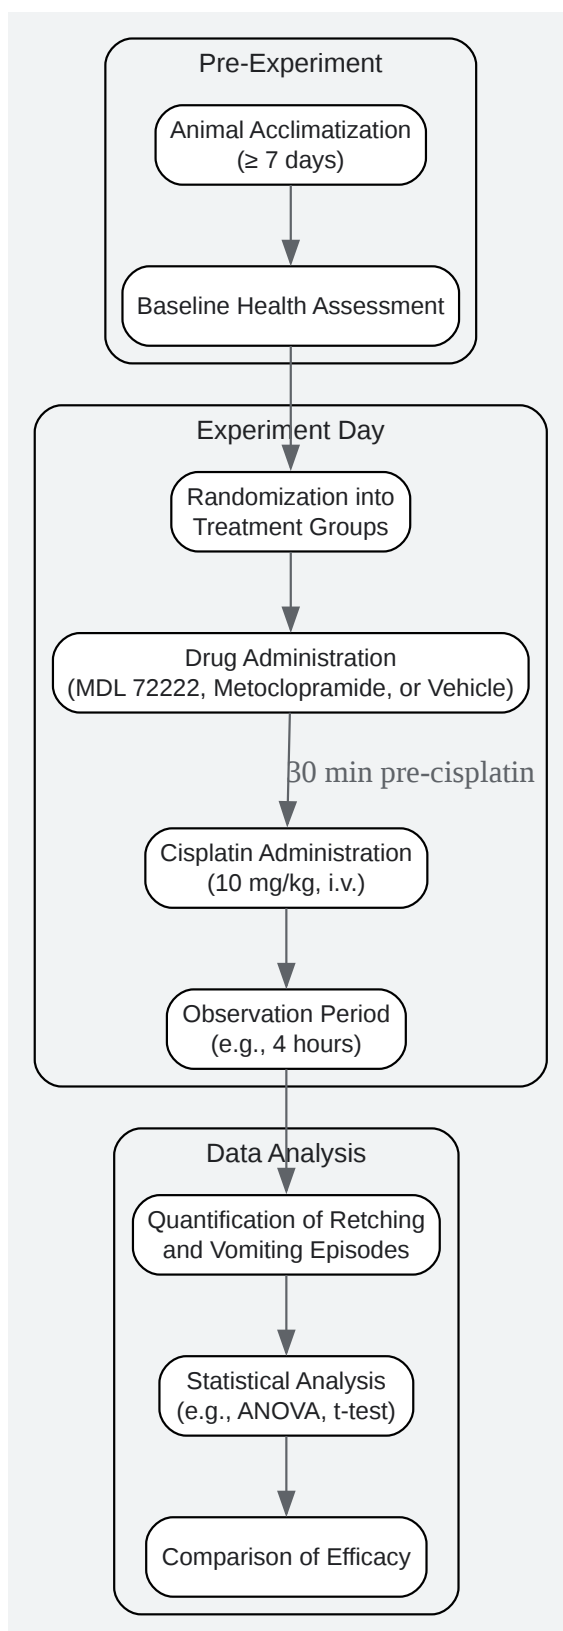 Pre-Experiment
Animal Acclimatization
(≥ 7 days)
Baseline Health Assessment
Experiment Day
Randomization into
Treatment Groups
Drug Administration
(MDL 72222, Metoclopramide, or Vehicle)
30 min pre-cisplatin
Cisplatin Administration
(10 mg/kg, i.v.)
Observation Period
(e.g., 4 hours)
Data Analysis
Quantification of Retching
and Vomiting Episodes
Statistical Analysis
(e.g., ANOVA, t-test)
Comparison of Efficacy